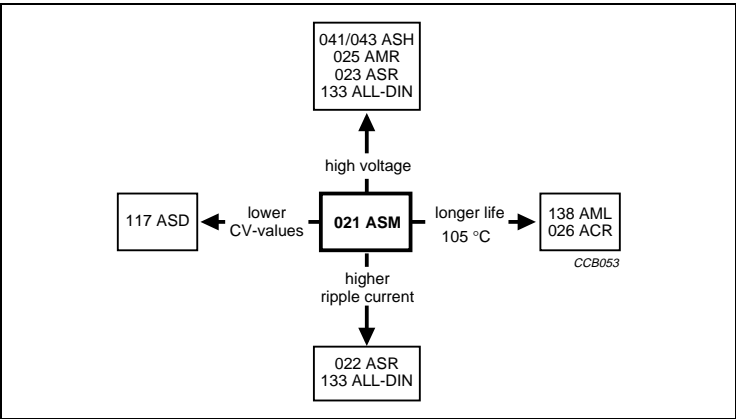 041/043 ASH
025 AMR
023 ASR
133 ALL-DIN
high voltage
117 ASD
lower
CV-values
021 ASM
longer life
105 °C
138 AML
026 ACR
CCB053
higher
ripple current
022 ASR
133 ALL-DIN